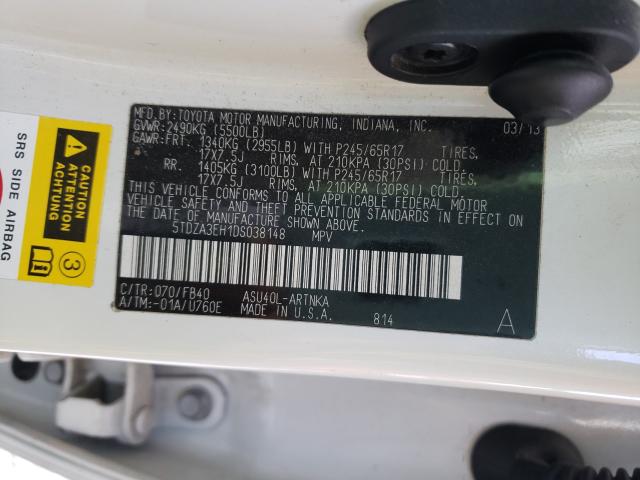 MFD.BY:TOYOTA MOTOR MANUFACTURING, INDIANA, INC. 03/13
GVWR:2490KG (5500LB)
GAWR:FRT. 1340KG (2955LB) WITH P245/65R17 TIRES,
17X7.5J RIMS, AT 210KPA (30PSI) COLD
RR. 1405KG (3100LB) WITH P245/65R17 TIRES,
17X7.5J RIMS, AT 210KPA (30PSI) COLD
THIS VEHICLE CONFORMS TO ALL APPLICABLE FEDERAL MOTOR
VEHICLE SAFETY AND THEFT PREVENTION STANDARDS IN EFFECT ON
THE DATE OF MANUFACTURE SHOWN ABOVE.
5TDZA3EH1DS038148 MPV
C/TR:070/FB40 ASU40L-ARTNKA
A/TM:-01A/U760E MADE IN U.S.A. 814 A
SRS SIDE AIRBAG
CAUTION
ATTENTION
ACHTUNG
3